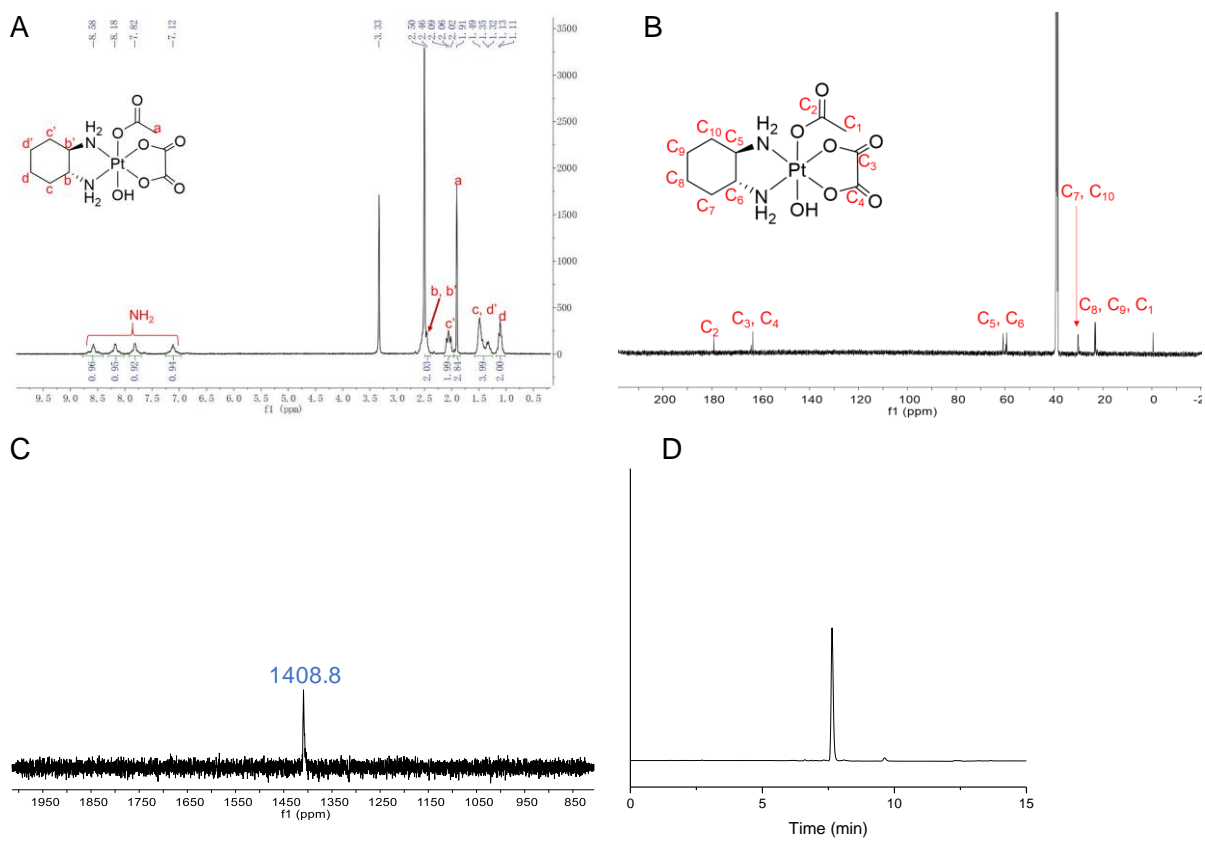 A
-8.58
-8.18
-7.82
-7.12
-3.33
2.50
2.46
2.09
2.06
2.02
1.91
1.49
1.35
1.32
1.13
1.11
3500
3000
2500
2000
1500
1000
500
0
O
O
a
c'
NH2
d'
b'
O
O
Pt
d
b
O
O
c
N
H2
OH
a
b, b'
NH2
c'
c, d'
d
0.96
0.95
0.92
0.94
2.03
1.99
2.84
3.99
2.00
9.5 9.0 8.5 8.0 7.5 7.0 6.5 6.0 5.5 5.0 4.5 4.0 3.5 3.0 2.5 2.0 1.5 1.0 0.5
f1 (ppm)
B
C2 O
O C1
C10 NH2
C9 C5 O O
Pt C3
C8 C6 O O
C7 N
H2 OH C4
C7, C10
C2
C3, C4
C5, C6
C8, C9, C1
200 180 160 140 120 100 80 60 40 20 0 -2
f1 (ppm)
C
1408.8
1950 1850 1750 1650 1550 1450 1350 1250 1150 1050 950 850
f1 (ppm)
D
0 5 10 15
Time (min)